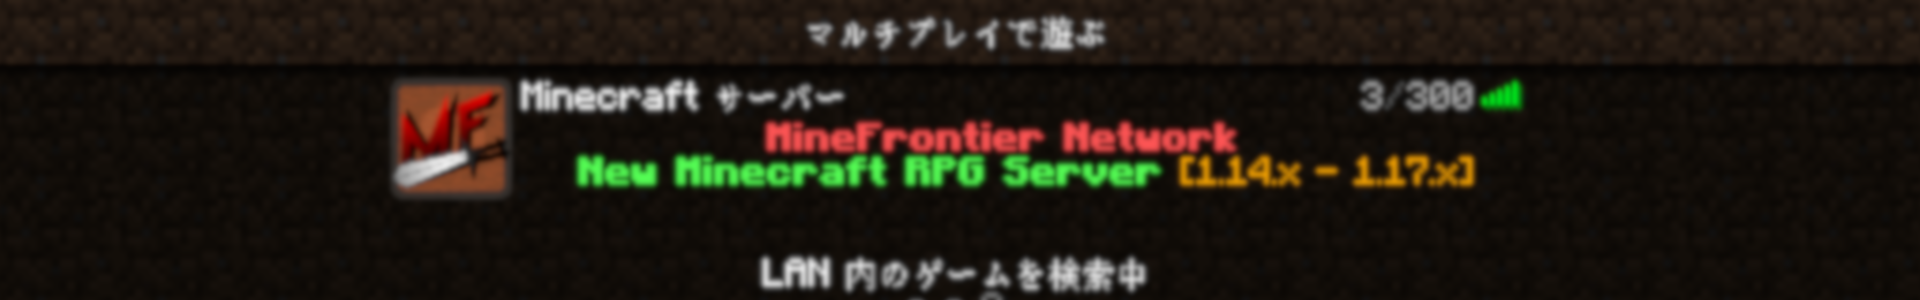 マルチプレイで遊ぶ
Minecraft サーバー 3/300
MineFrontier Network
New Minecraft RPG Server [1.14.x - 1.17.x]
MF
LAN 内のゲームを検索中